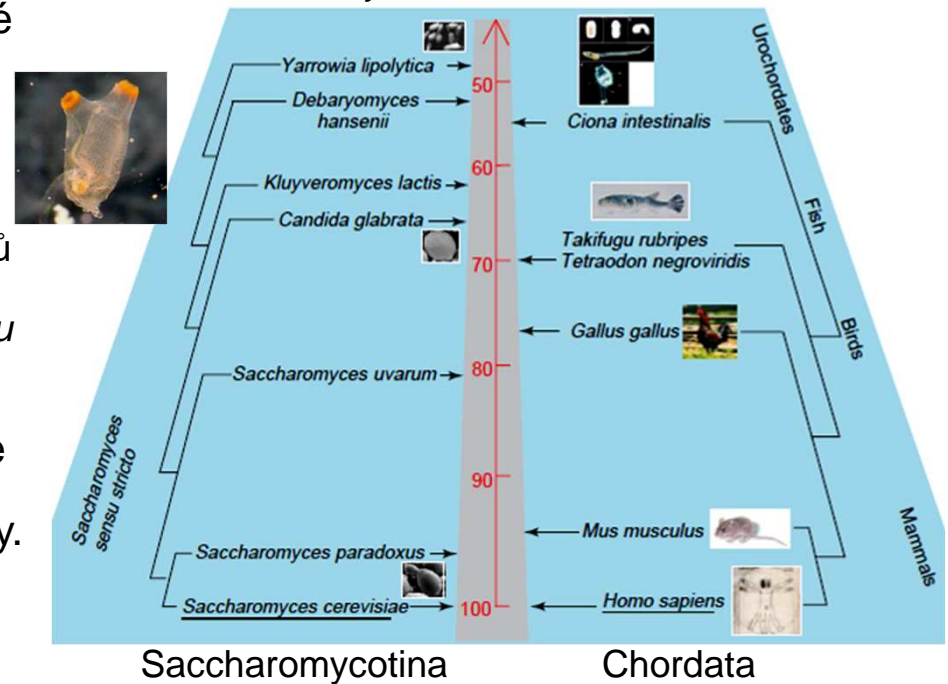 é
Yarrowia lipolytica
50
Debaryomyces
hansenii
Ciona intestinalis
Urochordates
60
Kluyveromyces lactis
Fish
Candida glabrata
ů
Takifugu rubripes
Tetraodon negroviridis
70
u
Gallus gallus
Birds
Saccharomyces uvarum
80
Saccharomyces
sensu stricto
e
90
y.
Mus musculus
Mammals
Saccharomyces paradoxus
Saccharomyces cerevisiae
100
Homo sapiens
Saccharomycotina
Chordata